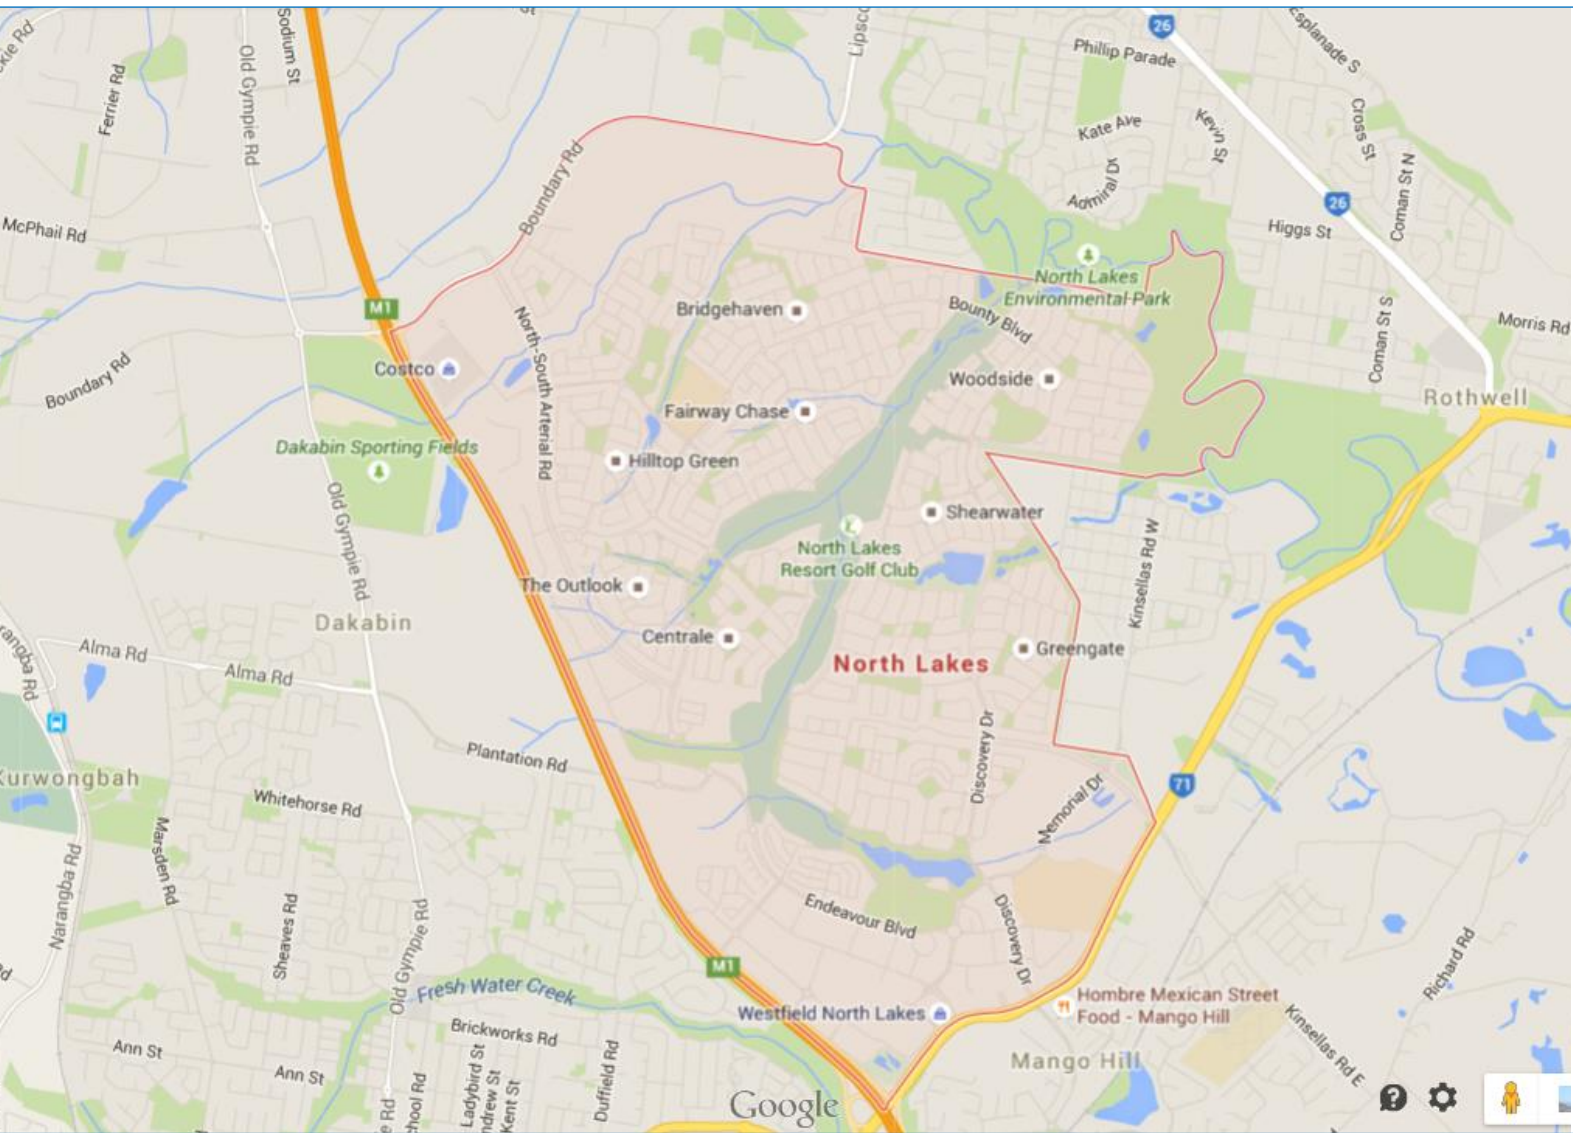 Sodium St
Old Gympie Rd
Ferrier Rd
Phillip Parade
26
Esplanade S
Kate Ave
Kevin St
Cross St
Admiral Dr
Coman St N
26
Higgs St
Boundary Rd
McPhail Rd
North Lakes
Environmental Park
M1
Bridgehaven
Bounty Blvd
North-South Arterial Rd
Morris Rd
Coman St S
Costco
Boundary Rd
Woodside
Rothwell
Fairway Chase
Dakabin Sporting Fields
Hilltop Green
Shearwater
Old Gympie Rd
North Lakes
Resort Golf Club
Kinsellas Rd W
The Outlook
Dakabin
Centrale
Greengate
Alma Rd
Alma Rd
North Lakes
Plantation Rd
Discovery Dr
Memorial Dr
71
Kurwongbah
Whitehorse Rd
Marsden Rd
Narangba Rd
Sheaves Rd
Old Gympie Rd
Endeavour Blvd
Discovery Dr
M1
Richard Rd
Fresh Water Creek
Westfield North Lakes
Hombre Mexican Street
Food - Mango Hill
Brickworks Rd
Ann St
Ann St
Mango Hill
Kinsellas Rd E
Ladybird St
Kent St
Duffield Rd
Google